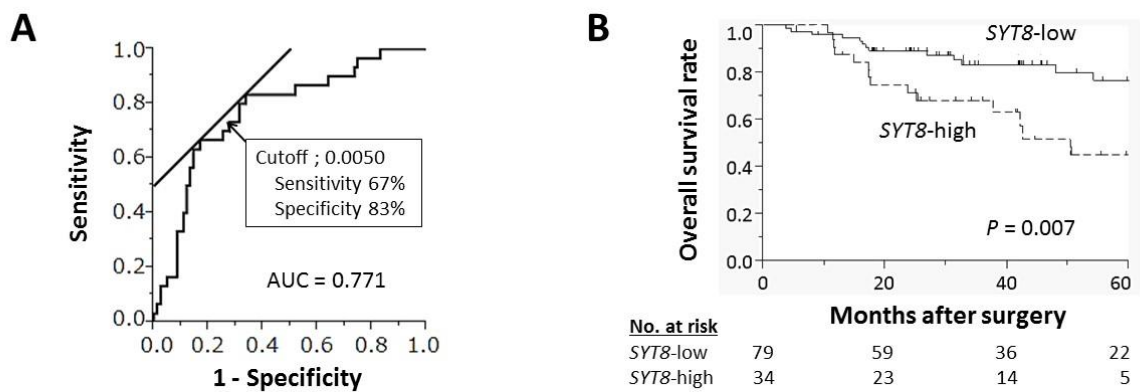 A
Sensitivity
1.0
0.8
0.6
0.4
0.2
0.0
Cutoff ; 0.0050
Sensitivity 67%
Specificity 83%
AUC = 0.771
0.0 0.2 0.4 0.6 0.8 1.0
1 - Specificity
B
Overall survival rate
1.0
0.8
0.6
0.4
0.2
0.0
SYT8-low
SYT8-high
P = 0.007
0 20 40 60
Months after surgery
No. at risk
SYT8-low 79 59 36 22
SYT8-high 34 23 14 5